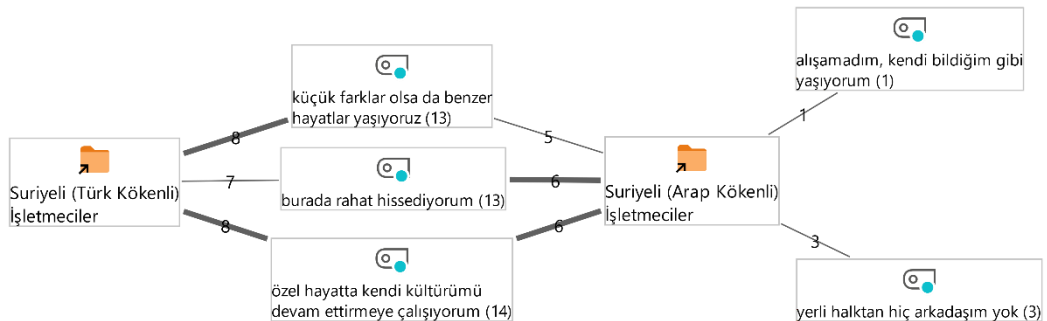 alışamadım, kendi bildiğim gibi
yaşıyorum (1)
küçük farklar olsa da benzer
hayatlar yaşıyoruz (13)
8
5
1
Suriyeli (Türk Kökenli)
İşletmeciler
7
burada rahat hissediyorum (13)
6
Suriyeli (Arap Kökenli)
İşletmeciler
8
6
3
özel hayatta kendi kültürümü
devam ettirmeye çalışıyorum (14)
yerli halktan hiç arkadaşım yok (3)